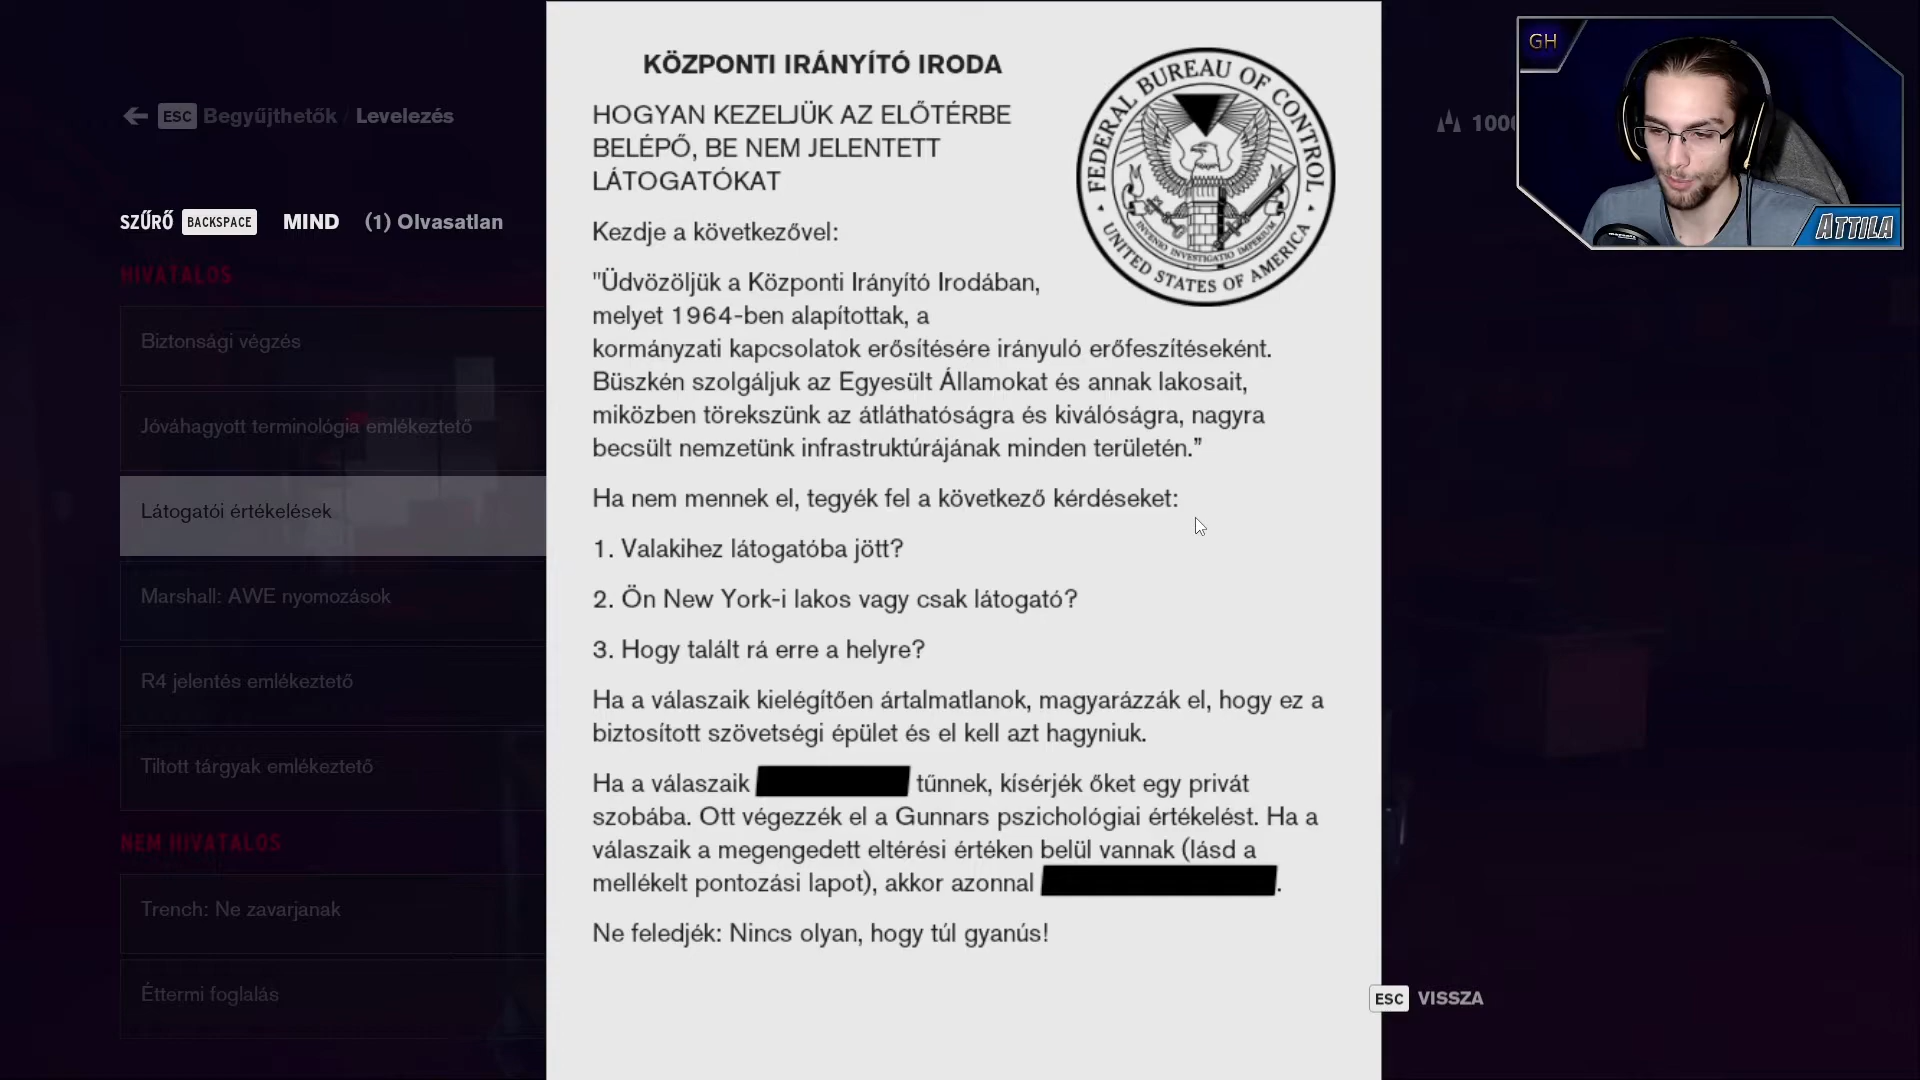 KÖZPONTI IRÁNYÍTÓ IRODA
HOGYAN KEZELJÜK AZ ELŐTÉRBE
BELÉPŐ, BE NEM JELENTETT
LÁTOGATÓKAT
FEDERAL BUREAU OF CONTROL
INVENIO INVESTIGATIO IMPERIUM
UNITED STATES OF AMERICA
Kezdje a következővel:
"Üdvözöljük a Központi Irányító Irodában,
melyet 1964-ben alapítottak, a
kormányzati kapcsolatok erősítésére irányuló erőfeszítéseként.
Büszkén szolgáljuk az Egyesült Államokat és annak lakosait,
miközben törekszünk az átláthatóságra és kiválóságra, nagyra
becsült nemzetünk infrastruktúrájának minden területén.”
Ha nem mennek el, tegyék fel a következő kérdéseket:
1. Valakihez látogatóba jött?
2. Ön New York-i lakos vagy csak látogató?
3. Hogy talált rá erre a helyre?
Ha a válaszaik kielégítően ártalmatlanok, magyarázzák el, hogy ez a
biztosított szövetségi épület és el kell azt hagyniuk.
Ha a válaszaik tűnnek, kísérjék őket egy privát
szobába. Ott végezzék el a Gunnars pszichológiai értékelést. Ha a
válaszaik a megengedett eltérési értéken belül vannak (lásd a
mellékelt pontozási lapot), akkor azonnal .
Ne feledjék: Nincs olyan, hogy túl gyanús!
ESC Begyűjthetők / Levelezés
SZŰRŐ BACKSPACE MIND (1) Olvasatlan
HIVATALOS
Biztonsági végzés
Jóváhagyott terminológia emlékeztető
Látogatói értékelések
Marshall: AWE nyomozások
R4 jelentés emlékeztető
Tiltott tárgyak emlékeztető
NEM HIVATALOS
Trench: Ne zavarjanak
Éttermi foglalás
GH
ATTILA
ESC VISSZA